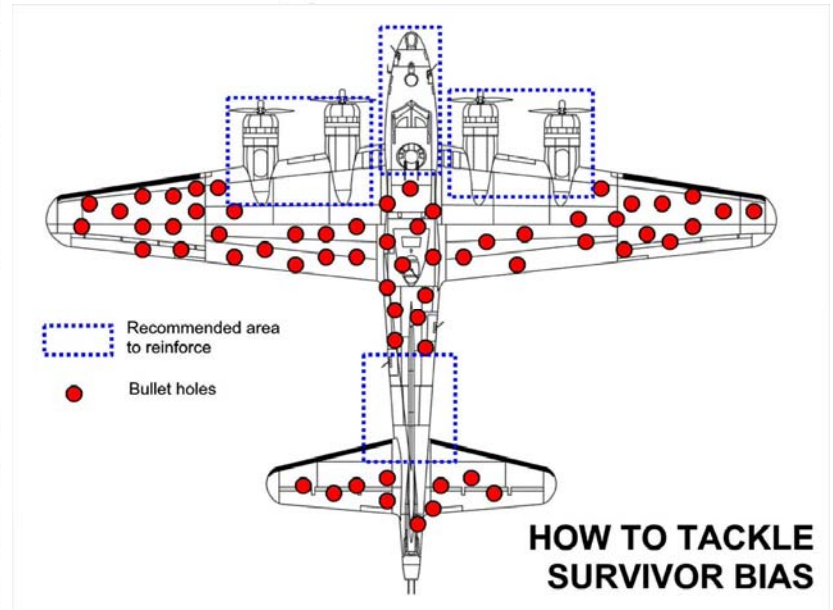 Recommended area
to reinforce
Bullet holes
HOW TO TACKLE
SURVIVOR BIAS